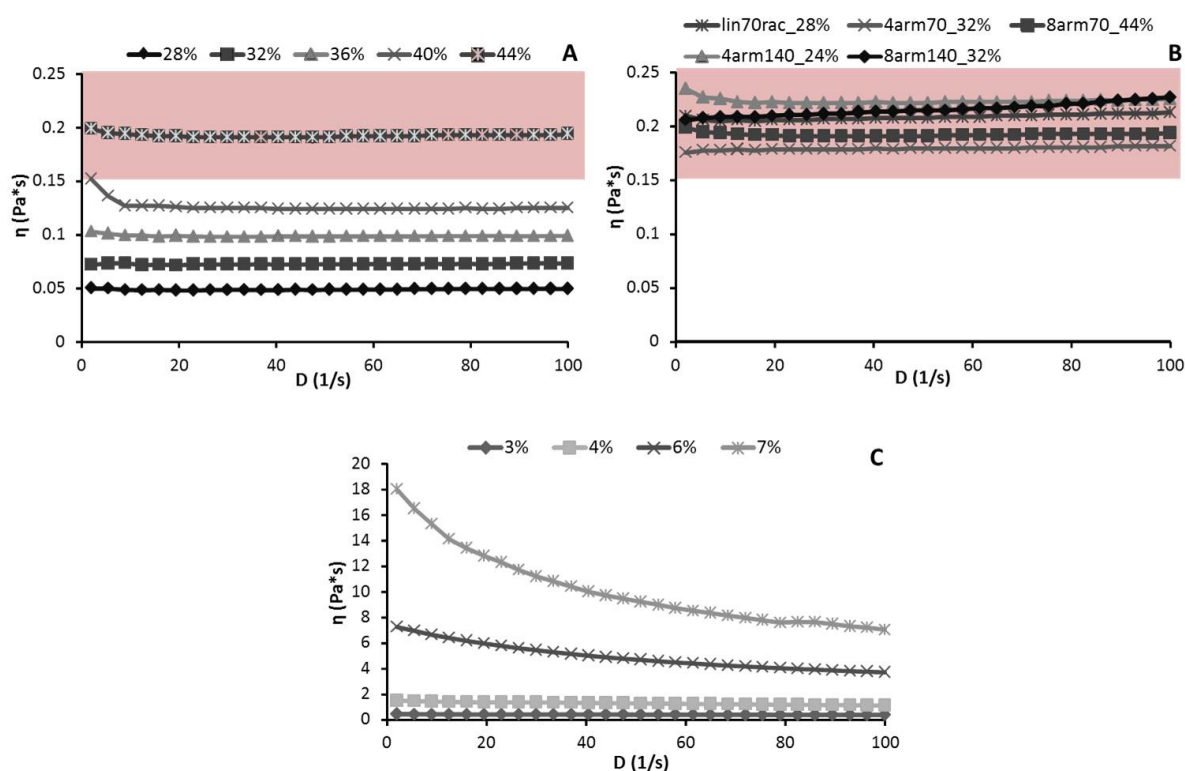 28% 32% 36% 40% 44%
A
0.25
0.2
0.15
0.1
0.05
0
0 20 40 60 80 100
η (Pa*s)
D (1/s)
lin70rac_28% 4arm70_32% 8arm70_44%
4arm140_24% 8arm140_32%
B
0.25
0.2
0.15
0.1
0.05
0
0 20 40 60 80 100
η (Pa*s)
D (1/s)
3% 4% 6% 7%
C
20
18
16
14
12
10
8
6
4
2
0
0 20 40 60 80 100
η (Pa*s)
D (1/s)